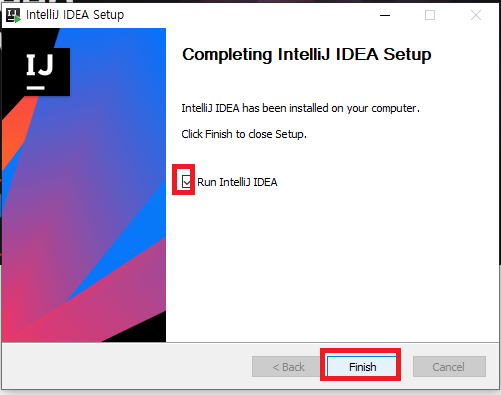 IntelliJ IDEA Setup
IJ
Completing IntelliJ IDEA Setup
IntelliJ IDEA has been installed on your computer.
Click Finish to close Setup.
Run IntelliJ IDEA
< Back
Finish
Cancel